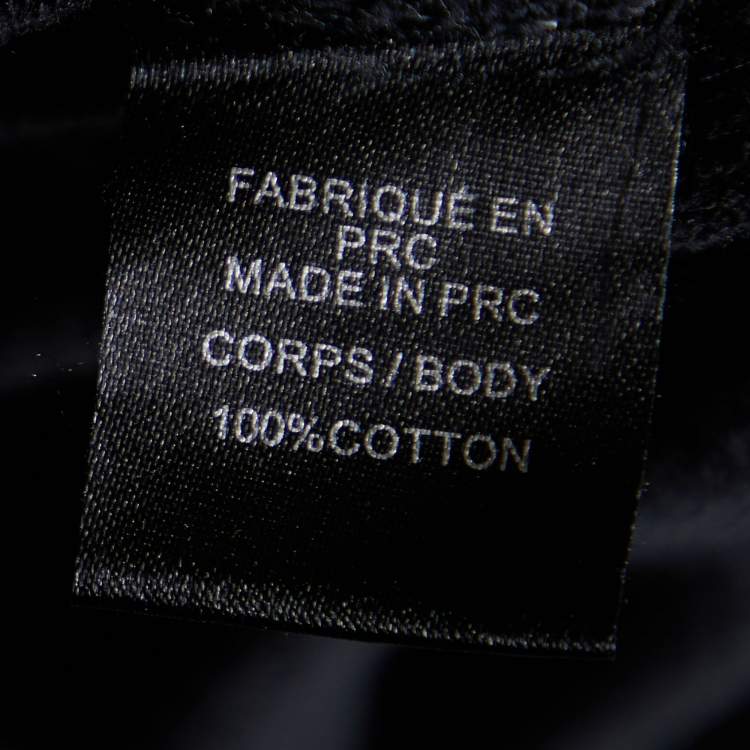 FABRIQUÉ EN
PRC
MADE IN PRC
CORPS / BODY
100%COTTON